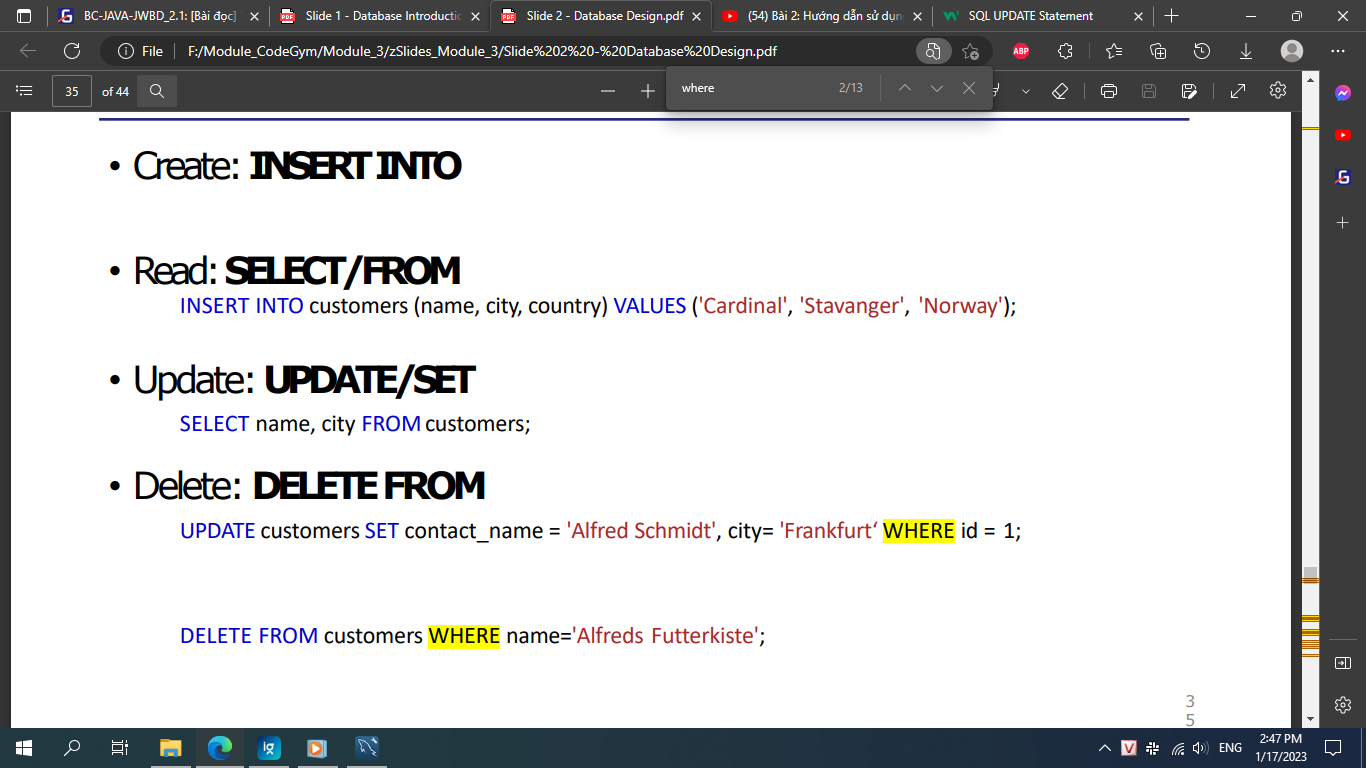 BC-JAVA-JWBD_2.1: [Bài đọc]
Slide 1 - Database Introductio
Slide 2 - Database Design.pdf
(54) Bài 2: Hướng dẫn sử dụn
SQL UPDATE Statement
File
F:/Module_CodeGym/Module_3/zSlides_Module_3/Slide%202%20-%20Database%20Design.pdf
ABP
35 of 44
where 2/13
• Create: INSERT INTO
• Read: SELECT/FROM
INSERT INTO customers (name, city, country) VALUES ('Cardinal', 'Stavanger', 'Norway');
• Update: UPDATE/SET
SELECT name, city FROM customers;
• Delete: DELETE FROM
UPDATE customers SET contact_name = 'Alfred Schmidt', city= 'Frankfurt‘ WHERE id = 1;
DELETE FROM customers WHERE name='Alfreds Futterkiste';
3
5
ig
V
ENG
2:47 PM
1/17/2023